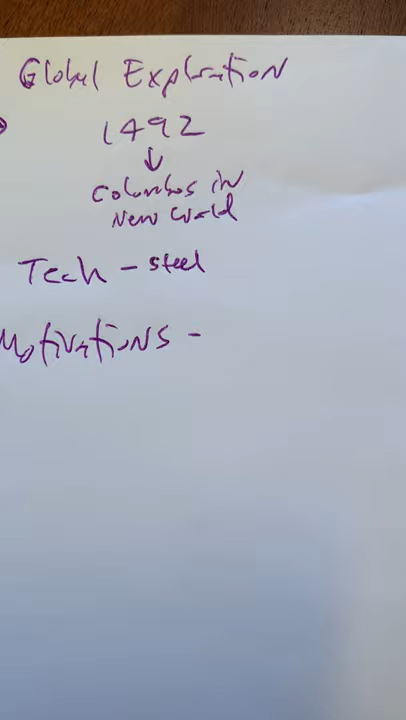 Global Exploration
1492
↓
Columbus in
New World
Tech - steel
Motivations -